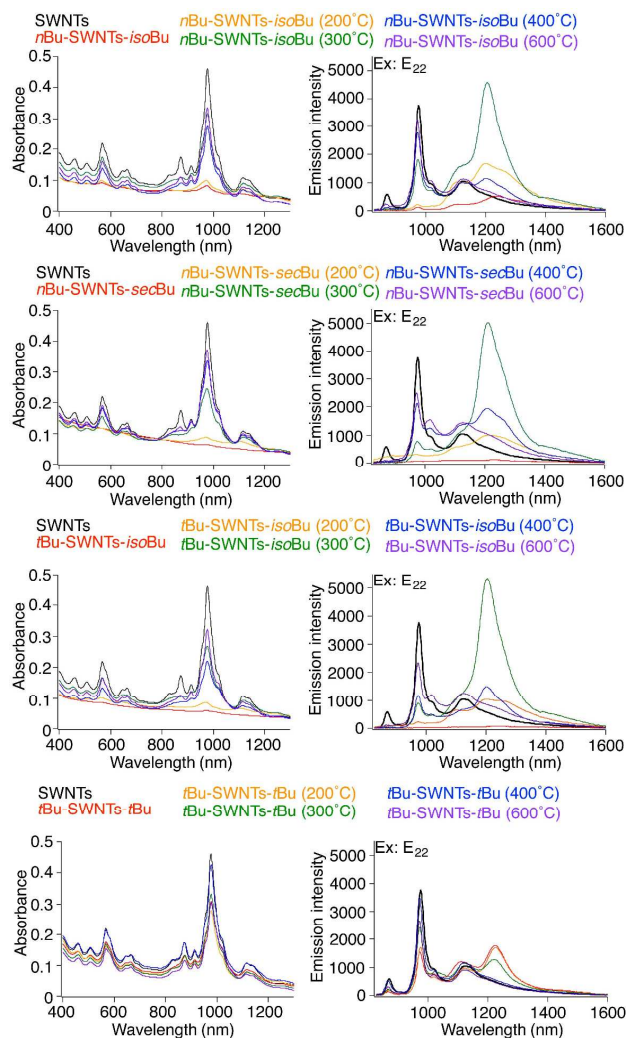 SWNTs nBu-SWNTs-isoBu (200˚C) nBu-SWNTs-isoBu (400˚C)
nBu-SWNTs-isoBu nBu-SWNTs-isoBu (300˚C) nBu-SWNTs-isoBu (600˚C)
Absorbance
0.5
0.4
0.3
0.2
0.1
0
400 600 800 1000 1200
Wavelength (nm)
Emission intensity
Ex: E22
5000
4000
3000
2000
1000
0
1000 1200 1400 1600
Wavelength (nm)
SWNTs nBu-SWNTs-secBu (200˚C) nBu-SWNTs-secBu (400˚C)
nBu-SWNTs-secBu nBu-SWNTs-secBu (300˚C) nBu-SWNTs-secBu (600˚C)
Absorbance
0.5
0.4
0.3
0.2
0.1
0
400 600 800 1000 1200
Wavelength (nm)
Emission intensity
Ex: E22
5000
4000
3000
2000
1000
0
1000 1200 1400 1600
Wavelength (nm)
SWNTs tBu-SWNTs-isoBu (200˚C) tBu-SWNTs-isoBu (400˚C)
tBu-SWNTs-isoBu tBu-SWNTs-isoBu (300˚C) tBu-SWNTs-isoBu (600˚C)
Absorbance
0.5
0.4
0.3
0.2
0.1
0
400 600 800 1000 1200
Wavelength (nm)
Emission intensity
Ex: E22
5000
4000
3000
2000
1000
0
1000 1200 1400 1600
Wavelength (nm)
SWNTs tBu-SWNTs-tBu (200˚C) tBu-SWNTs-tBu (400˚C)
tBu-SWNTs-tBu tBu-SWNTs-tBu (300˚C) tBu-SWNTs-tBu (600˚C)
Absorbance
0.5
0.4
0.3
0.2
0.1
0
400 600 800 1000 1200
Wavelength (nm)
Emission intensity
Ex: E22
5000
4000
3000
2000
1000
0
1000 1200 1400 1600
Wavelength (nm)